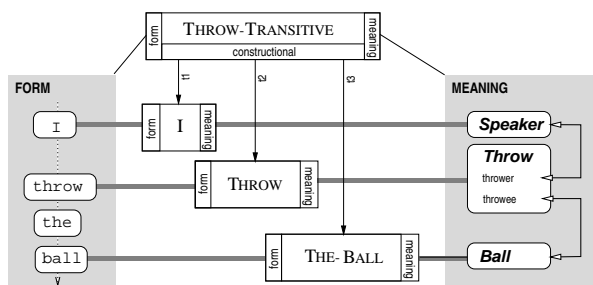 form
THROW-TRANSITIVE
meaning
constructional
t1
t2
t3
FORM
MEANING
I
form
I
meaning
Speaker
throw
form
THROW
meaning
Throw
thrower
throwee
the
ball
form
THE-BALL
meaning
Ball